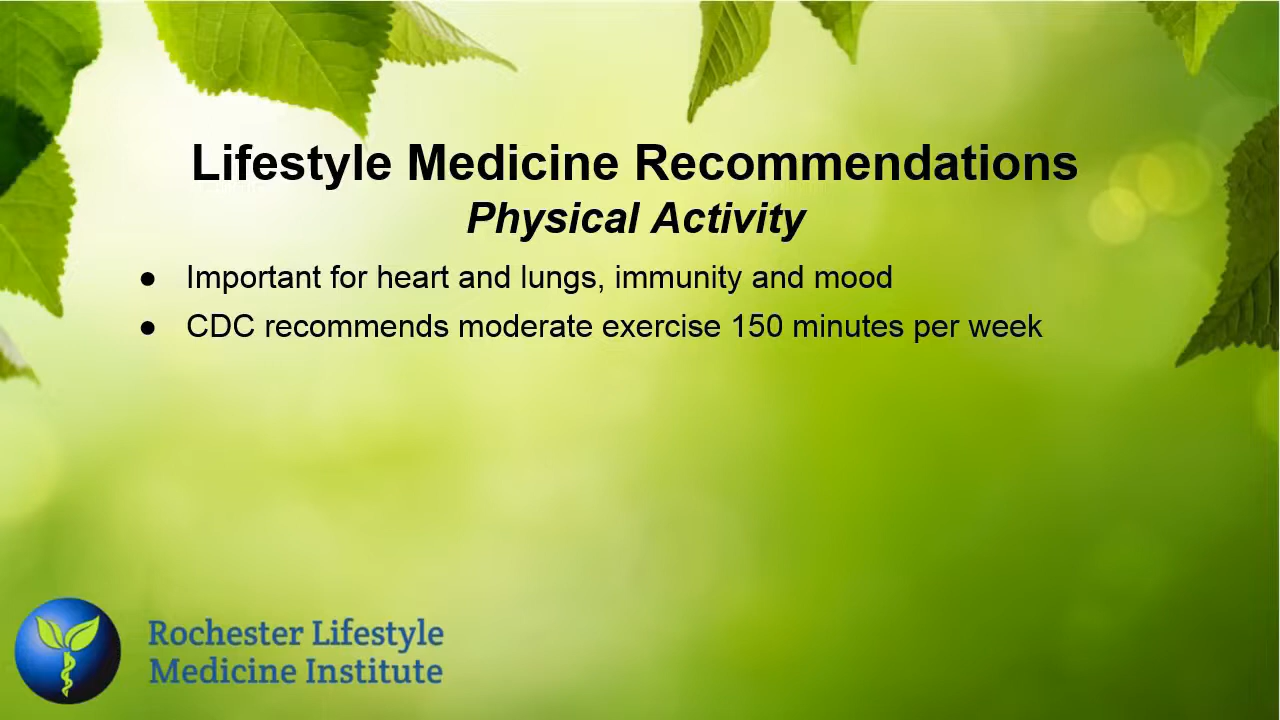 Lifestyle Medicine Recommendations
Physical Activity
● Important for heart and lungs, immunity and mood
● CDC recommends moderate exercise 150 minutes per week
Rochester Lifestyle
Medicine Institute